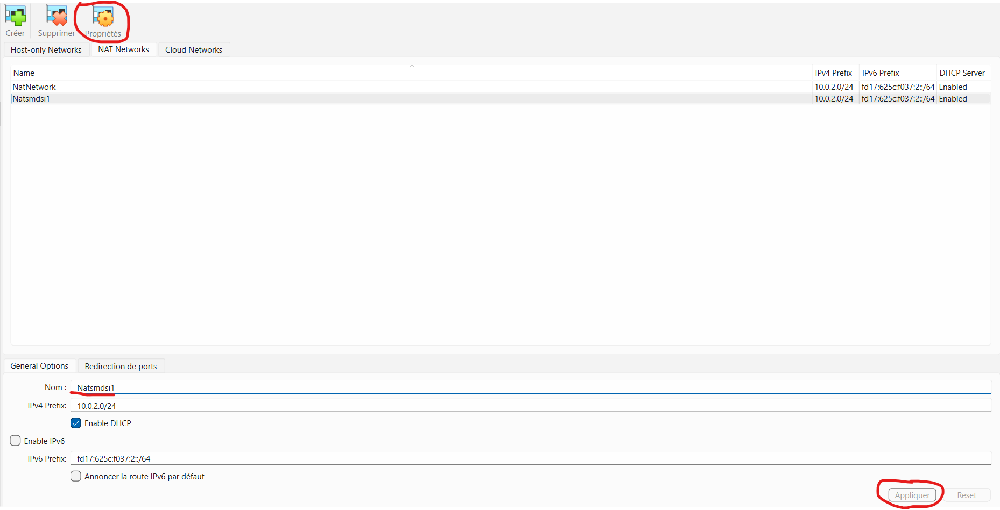 Créer Supprimer Propriétés
Host-only Networks NAT Networks Cloud Networks
Name IPv4 Prefix IPv6 Prefix DHCP Server
NatNetwork 10.0.2.0/24 fd17:625c:f037:2::/64 Enabled
Natsmdsi1 10.0.2.0/24 fd17:625c:f037:2::/64 Enabled
General Options Redirection de ports
Nom : Natsmdsi1
IPv4 Prefix: 10.0.2.0/24
Enable DHCP
Enable IPv6
IPv6 Prefix: fd17:625c:f037:2::/64
Annoncer la route IPv6 par défaut
Appliquer Reset